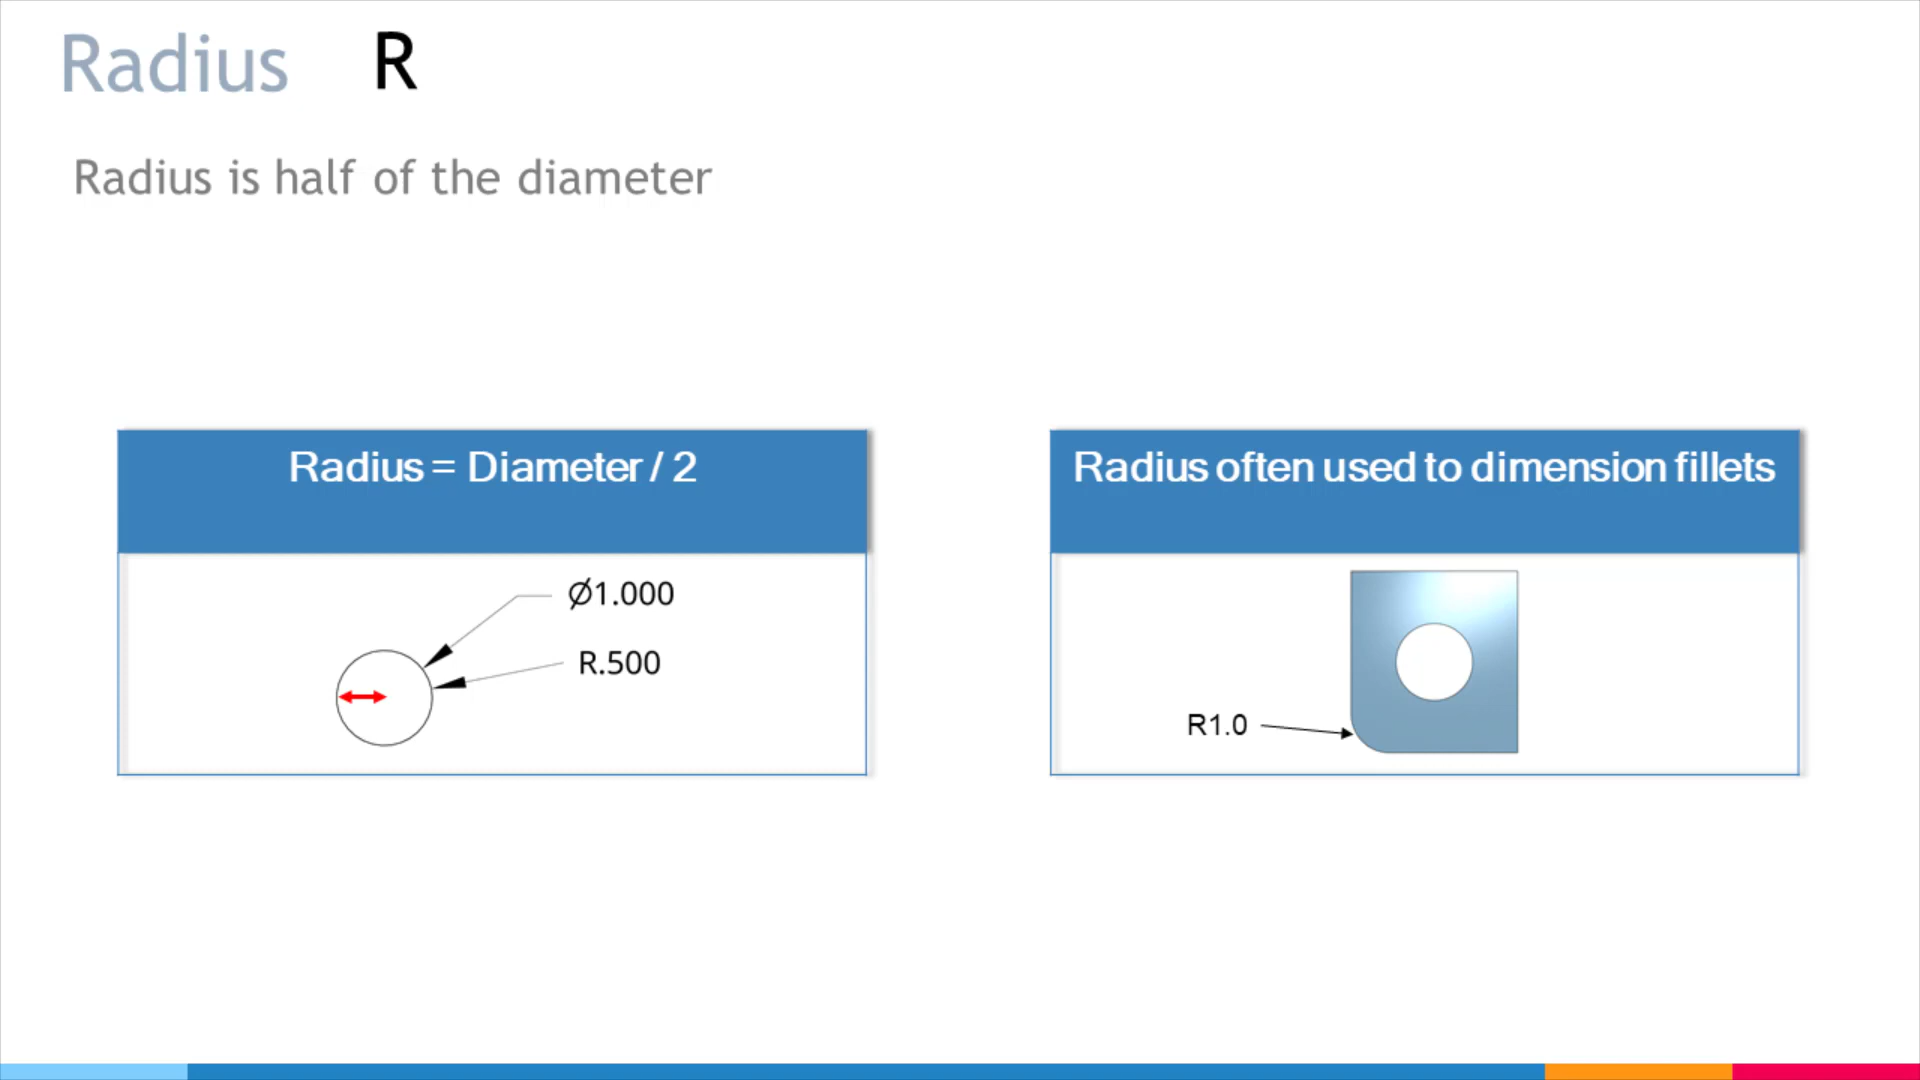 Radius R
Radius is half of the diameter
Radius = Diameter / 2
Ø1.000
R.500
Radius often used to dimension fillets
R1.0